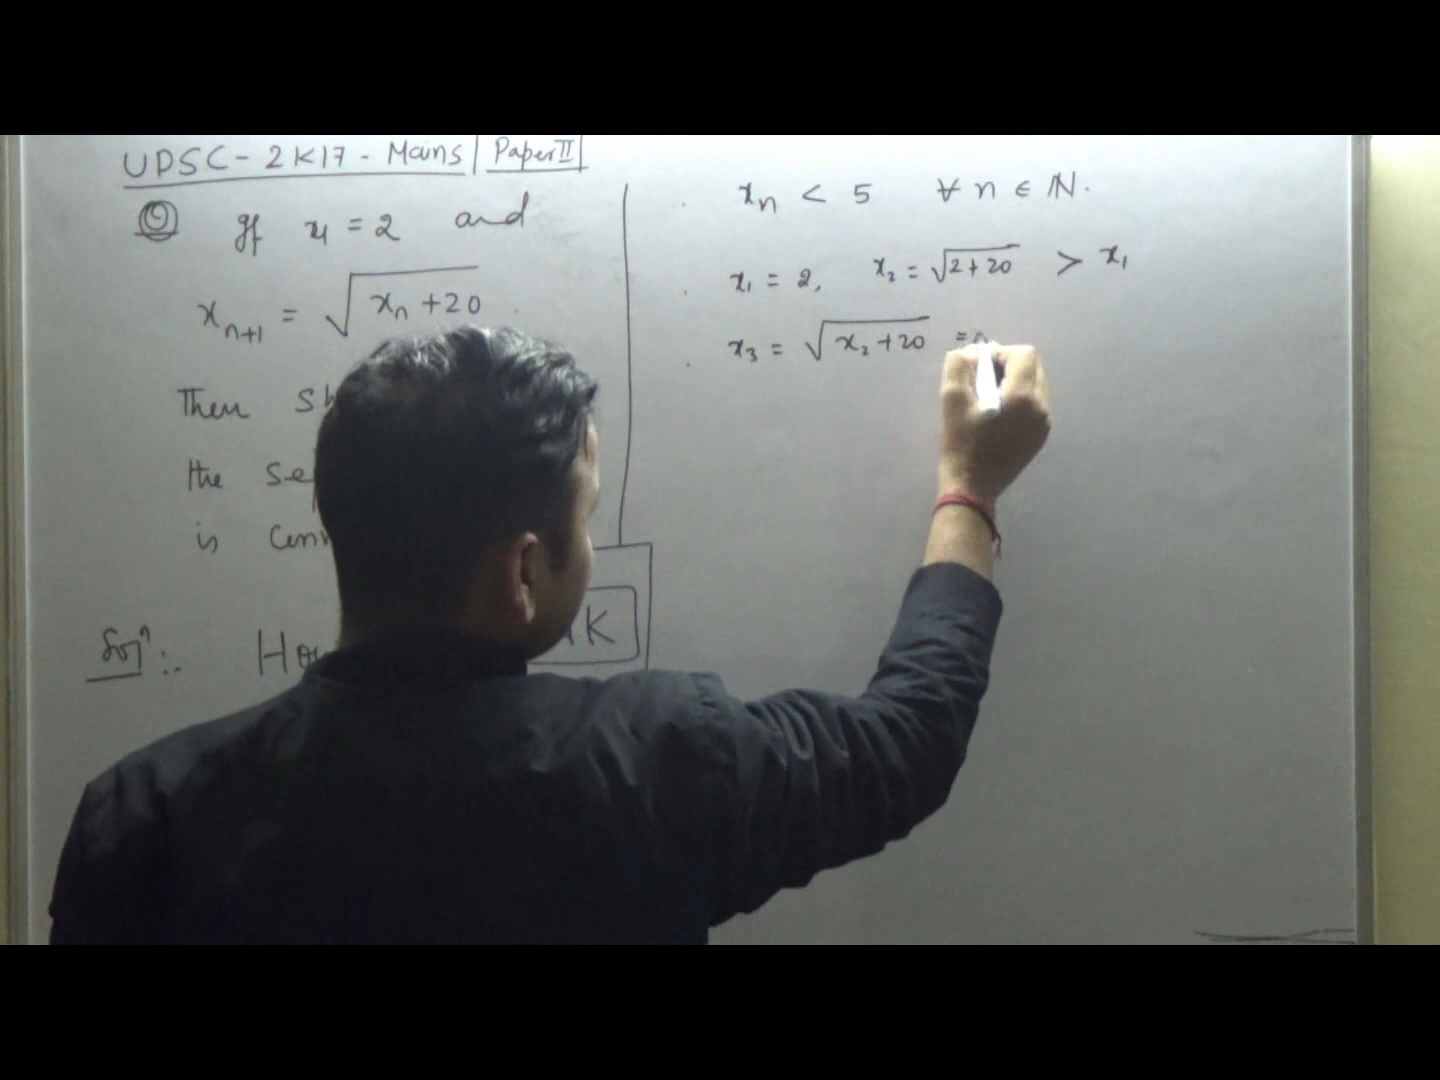 UPSC - 2K17 - Mains | Paper II |
Q If x₁ = 2 and
xₙ₊₁ = √(xₙ + 20)
Then
the
is
Solⁿ :-
K
xₙ < 5 ∀ n ∈ ℕ.
x₁ = 2, x₂ = √(2 + 20) > x₁
x₃ = √(x₂ + 20) =